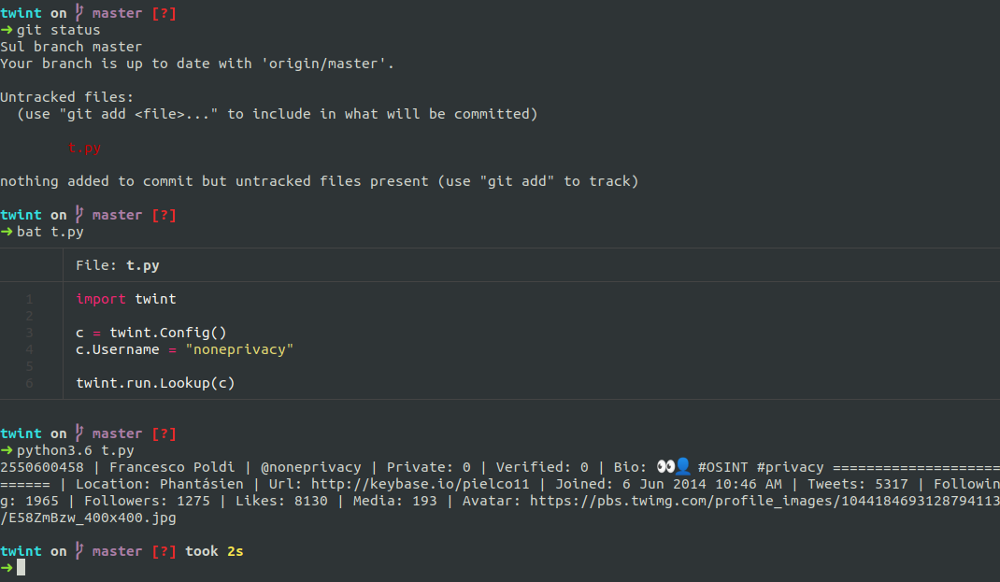 twint on master [?]
➜ git status
Sul branch master
Your branch is up to date with 'origin/master'.
Untracked files:
(use "git add <file>..." to include in what will be committed)
t.py
nothing added to commit but untracked files present (use "git add" to track)
twint on master [?]
➜ bat t.py
File: t.py
1 import twint
2
3 c = twint.Config()
4 c.Username = "noneprivacy"
5
6 twint.run.Lookup(c)
twint on master [?]
➜ python3.6 t.py
2550600458 | Francesco Poldi | @noneprivacy | Private: 0 | Verified: 0 | Bio: 👀👤 #OSINT #privacy ====================
====== | Location: Phantásien | Url: http://keybase.io/pielco11 | Joined: 6 Jun 2014 10:46 AM | Tweets: 5317 | Followin
g: 1965 | Followers: 1275 | Likes: 8130 | Media: 193 | Avatar: https://pbs.twimg.com/profile_images/1044184693128794113
/E58ZmBzw_400x400.jpg
twint on master [?] took 2s
➜